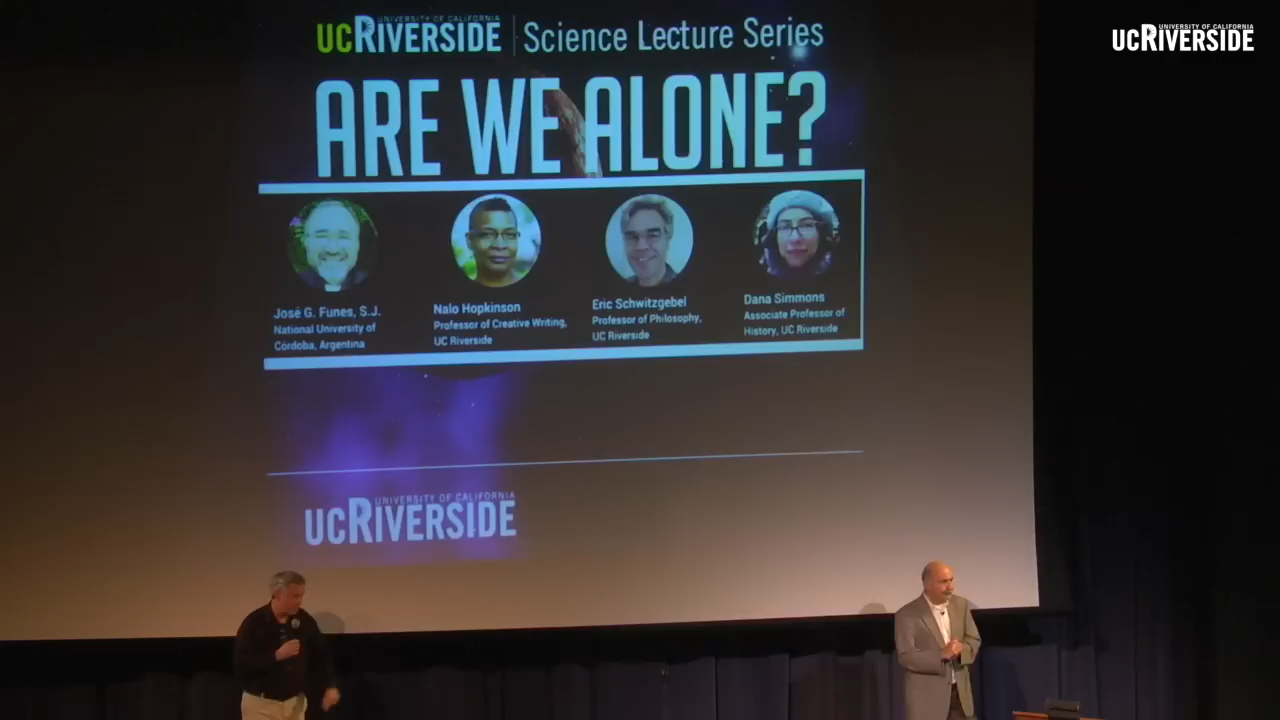 UNIVERSITY OF CALIFORNIA
UCRIVERSIDE
Science Lecture Series
ARE WE ALONE?
José G. Funes, S.J.
National University of
Córdoba, Argentina
Nalo Hopkinson
Professor of Creative Writing,
UC Riverside
Eric Schwitzgebel
Professor of Philosophy,
UC Riverside
Dana Simmons
Associate Professor of
History, UC Riverside
UNIVERSITY OF CALIFORNIA
UCRIVERSIDE
UNIVERSITY OF CALIFORNIA
UCRIVERSIDE